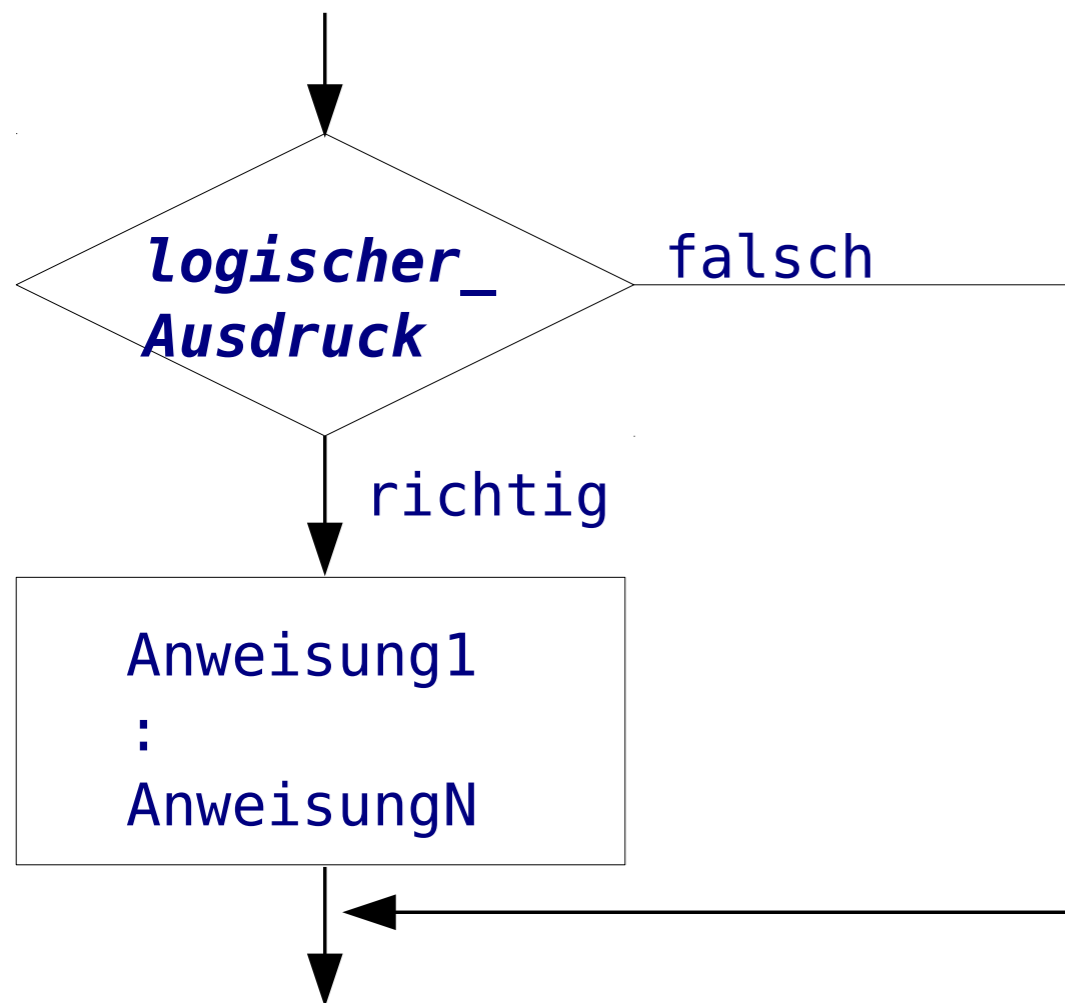 logischer_
Ausdruck
falsch
richtig
Anweisung1
:
AnweisungN